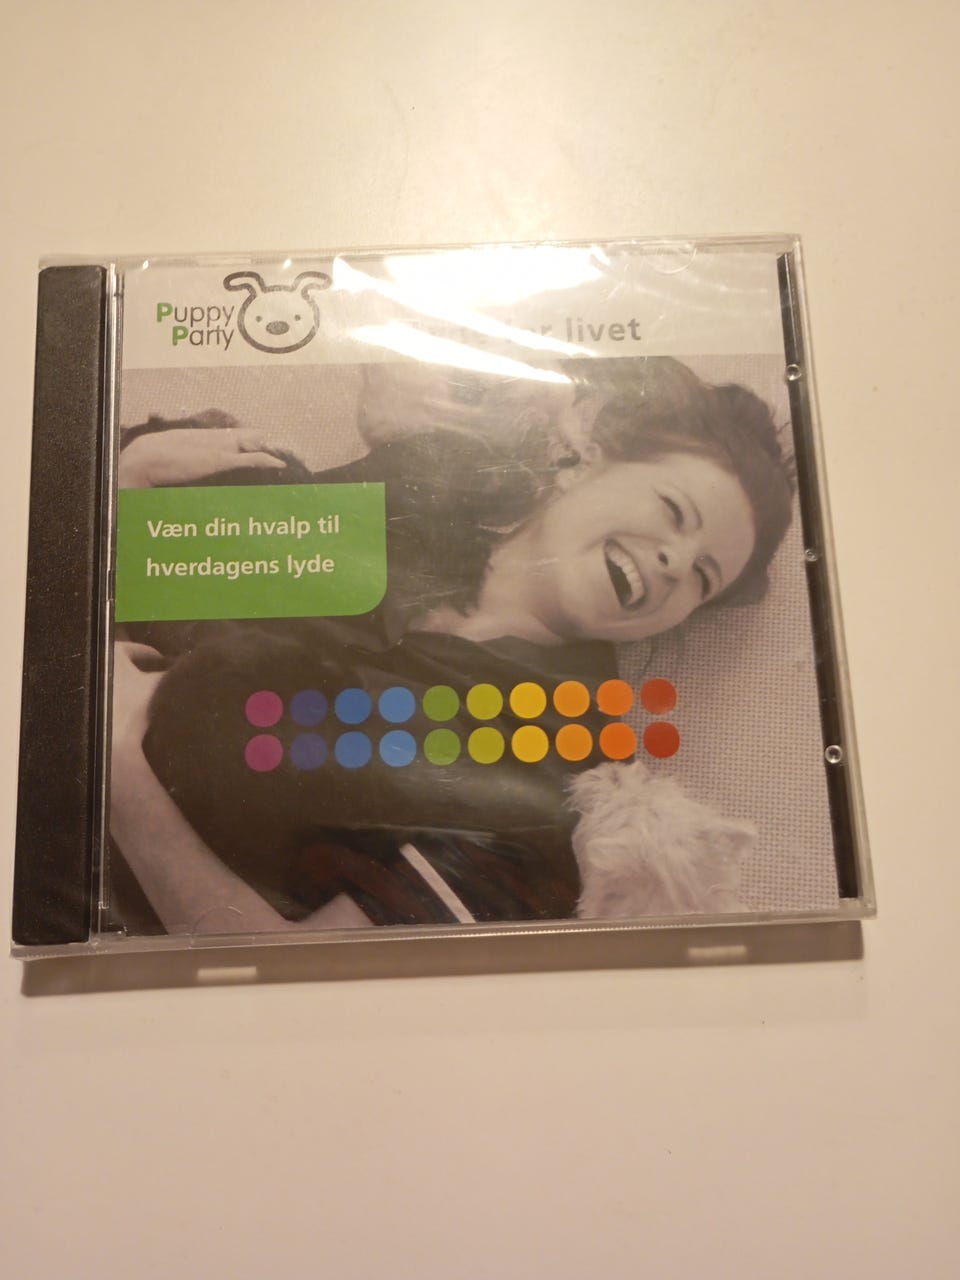 Puppy
Party
livet
Væn din hvalp til
hverdagens lyde